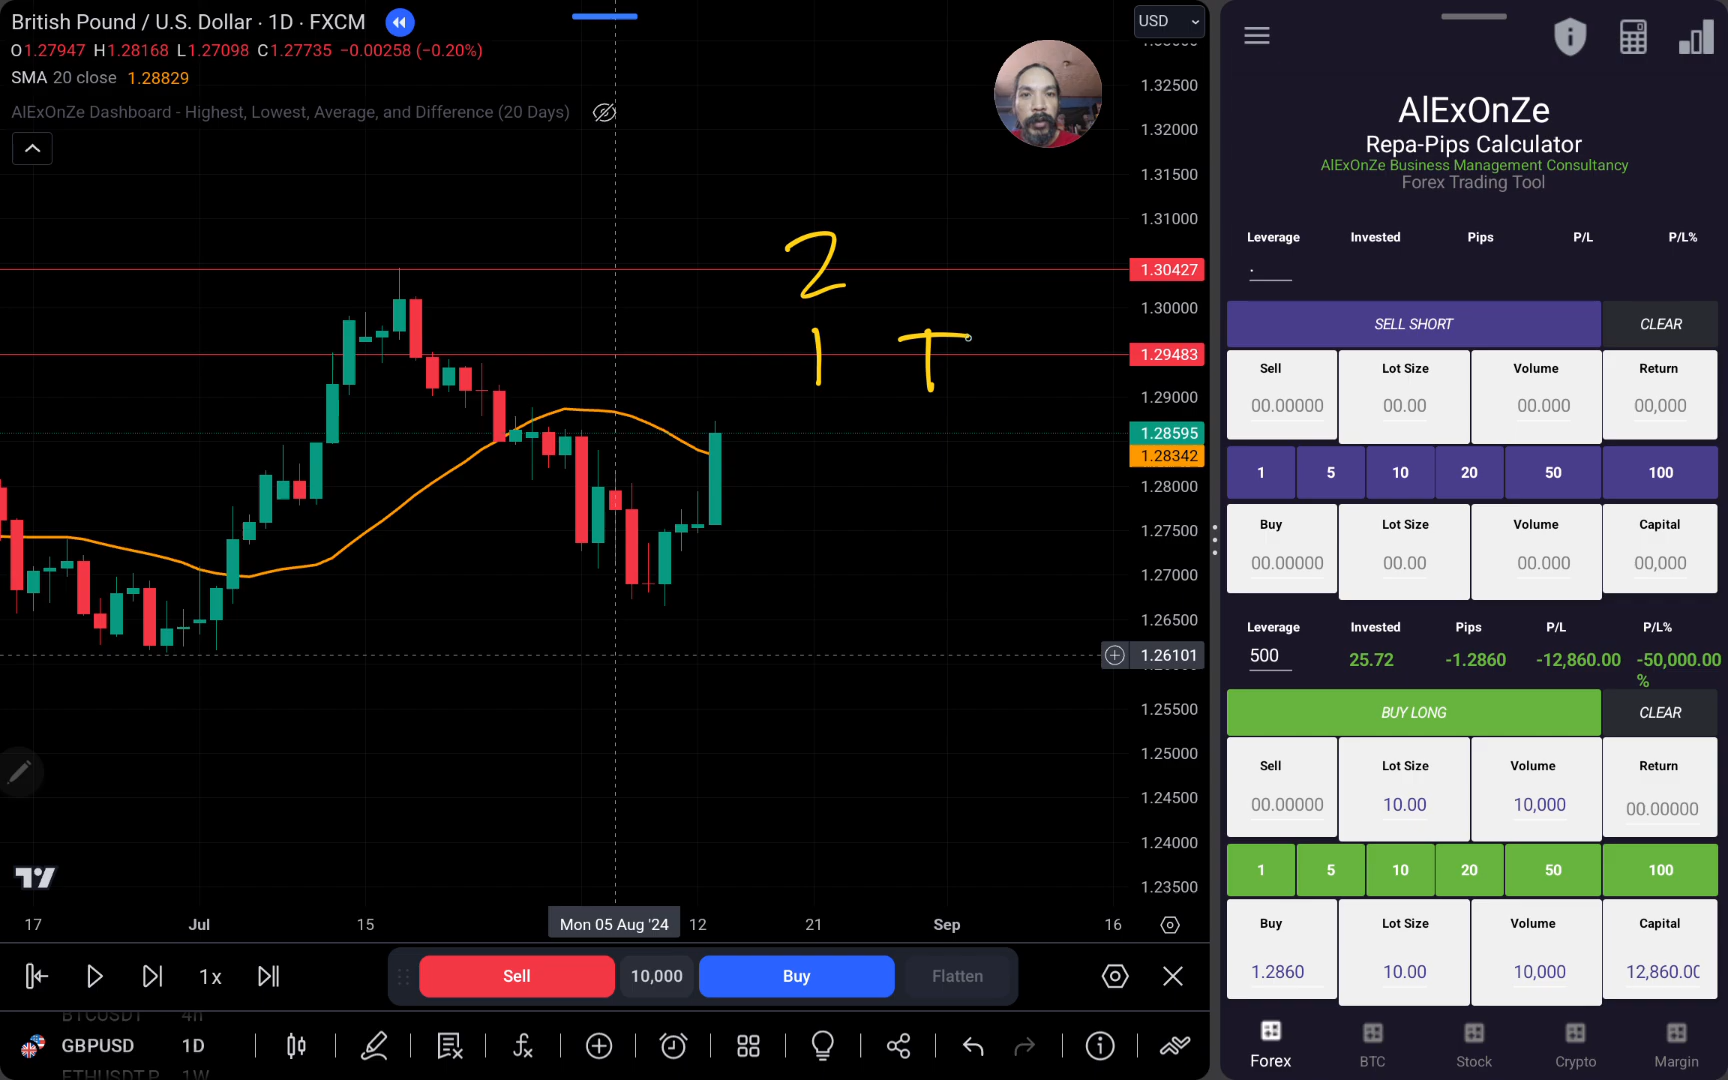 British Pound / U.S. Dollar · 1D · FXCM
O1.27947 H1.28168 L1.27098 C1.27735 −0.00258 (−0.20%)
SMA 20 close 1.28829
AlExOnZe Dashboard - Highest, Lowest, Average, and Difference (20 Days)
USD
1.32500
1.32000
1.31500
1.31000
1.30427
1.30000
1.29483
1.29000
1.28595
1.28342
1.28000
1.27500
1.27000
1.26500
1.26101
1.25500
1.25000
1.24500
1.24000
1.23500
2
1 T
17 Jul 15 Mon 05 Aug '24 12 21 Sep 16
1x Sell 10,000 Buy Flatten
BTCUSDT 4h
GBPUSD 1D
ETHUSDT.P 1W
AlExOnZe
Repa-Pips Calculator
AlExOnZe Business Management Consultancy
Forex Trading Tool
Leverage Invested Pips P/L P/L%
.
SELL SHORT CLEAR
Sell Lot Size Volume Return
00.00000 00.00 00.000 00,000
1 5 10 20 50 100
Buy Lot Size Volume Capital
00.00000 00.00 00.000 00,000
Leverage Invested Pips P/L P/L%
500 25.72 -1.2860 -12,860.00 -50,000.00
%
BUY LONG CLEAR
Sell Lot Size Volume Return
00.00000 10.00 10,000 00.00000
1 5 10 20 50 100
Buy Lot Size Volume Capital
1.2860 10.00 10,000 12,860.00
Forex BTC Stock Crypto Margin